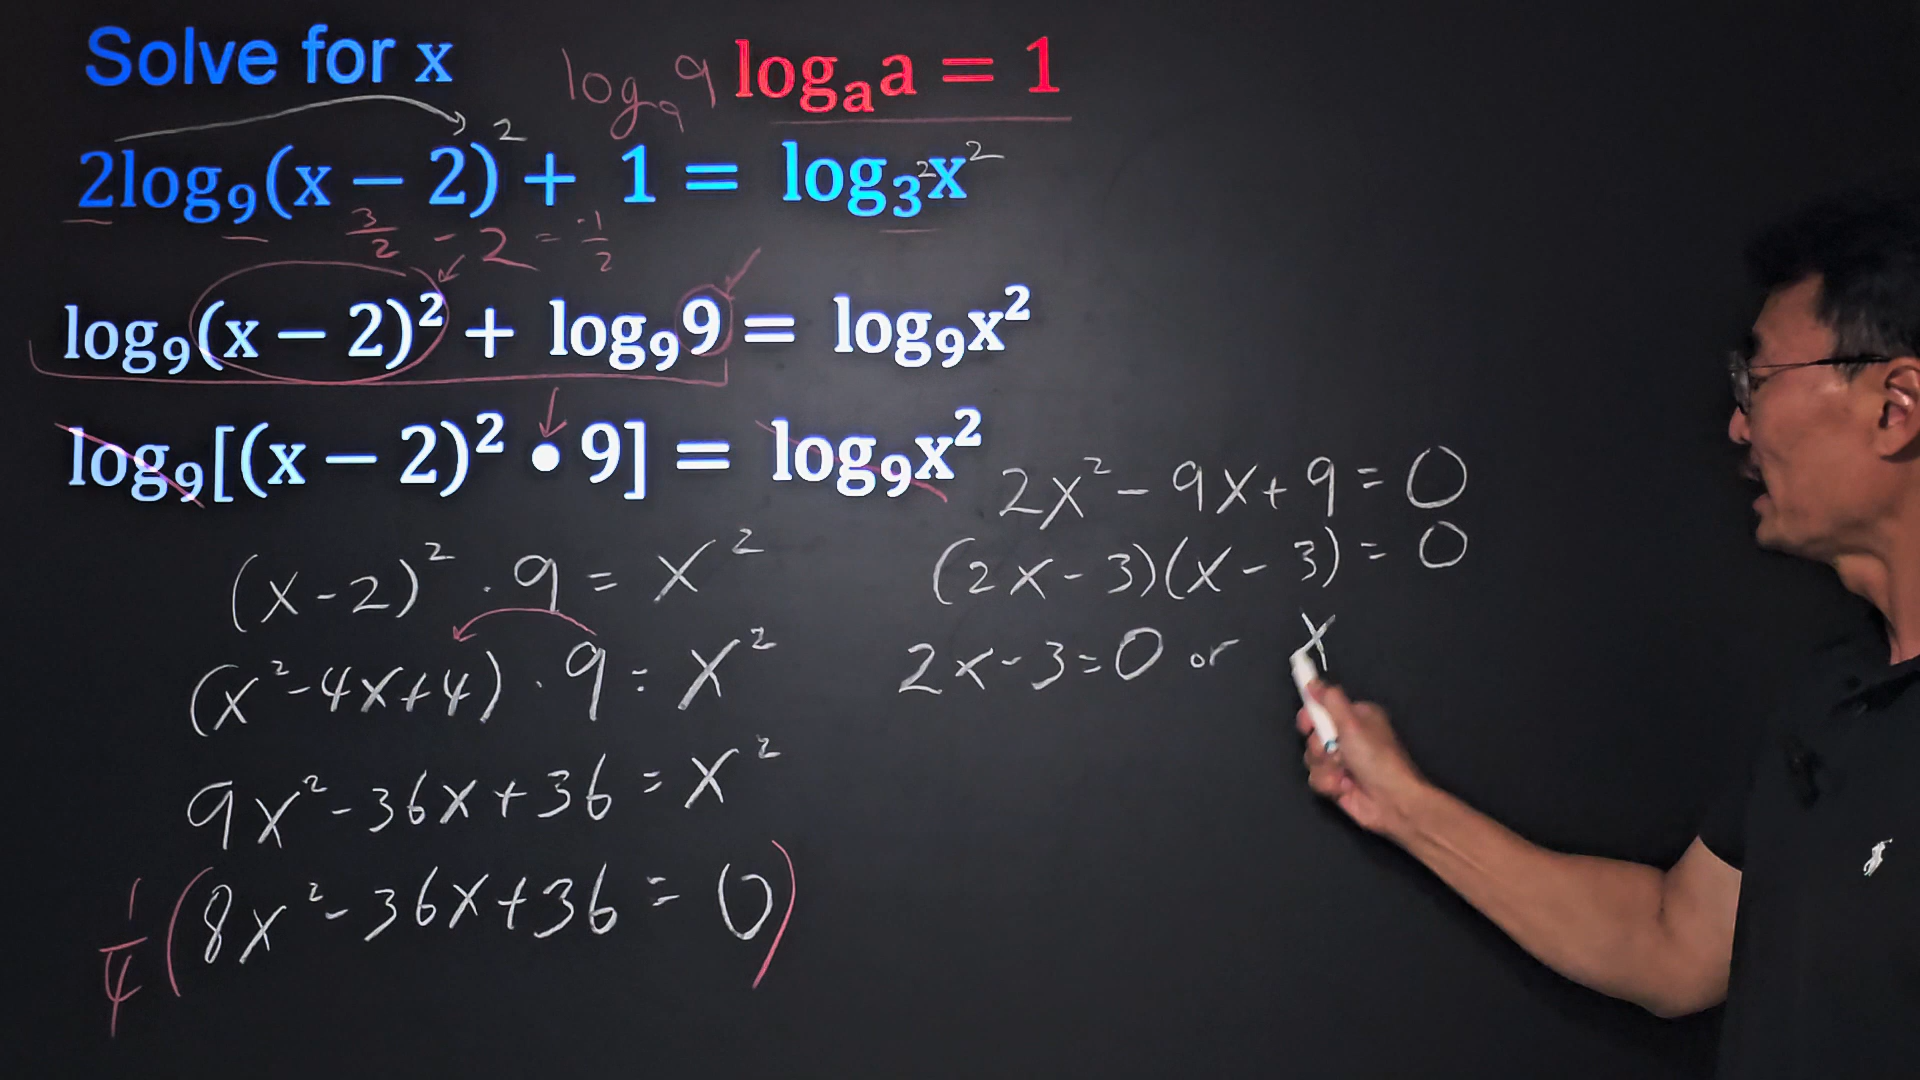 Solve for x
log₉9 logₐa = 1
2log₉(x − 2)² + 1 = log₃²x²
3/2 - 2 = -1/2
log₉(x − 2)² + log₉9 = log₉x²
log₉[(x − 2)² • 9] = log₉x²
(x-2)² · 9 = x²
(x²-4x+4) · 9 = x²
9x²-36x+36 = x²
1/4 (8x²-36x+36 = 0)
2x²-9x+9=0
(2x-3)(x-3)=0
2x-3=0 or x